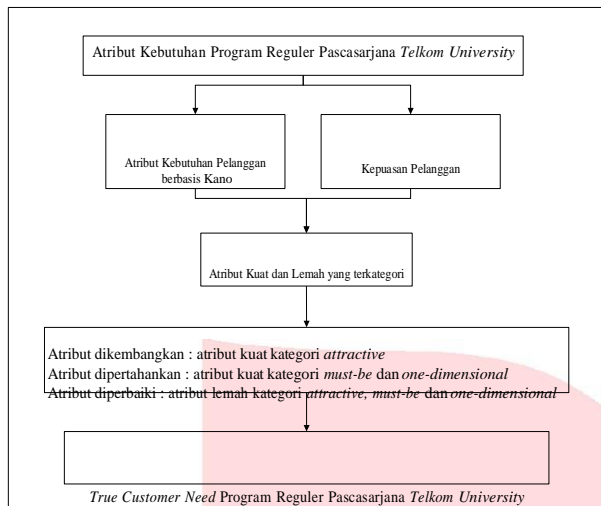 Atribut Kebutuhan Program Reguler Pascasarjana Telkom University
Atribut Kebutuhan Pelanggan
berbasis Kano
Kepuasan Pelanggan
Atribut Kuat dan Lemah yang terkategori
Atribut dikembangkan : atribut kuat kategori attractive
Atribut dipertahankan : atribut kuat kategori must-be dan one-dimensional
Atribut diperbaiki : atribut lemah kategori attractive, must-be dan one-dimensional
True Customer Need Program Reguler Pascasarjana Telkom University